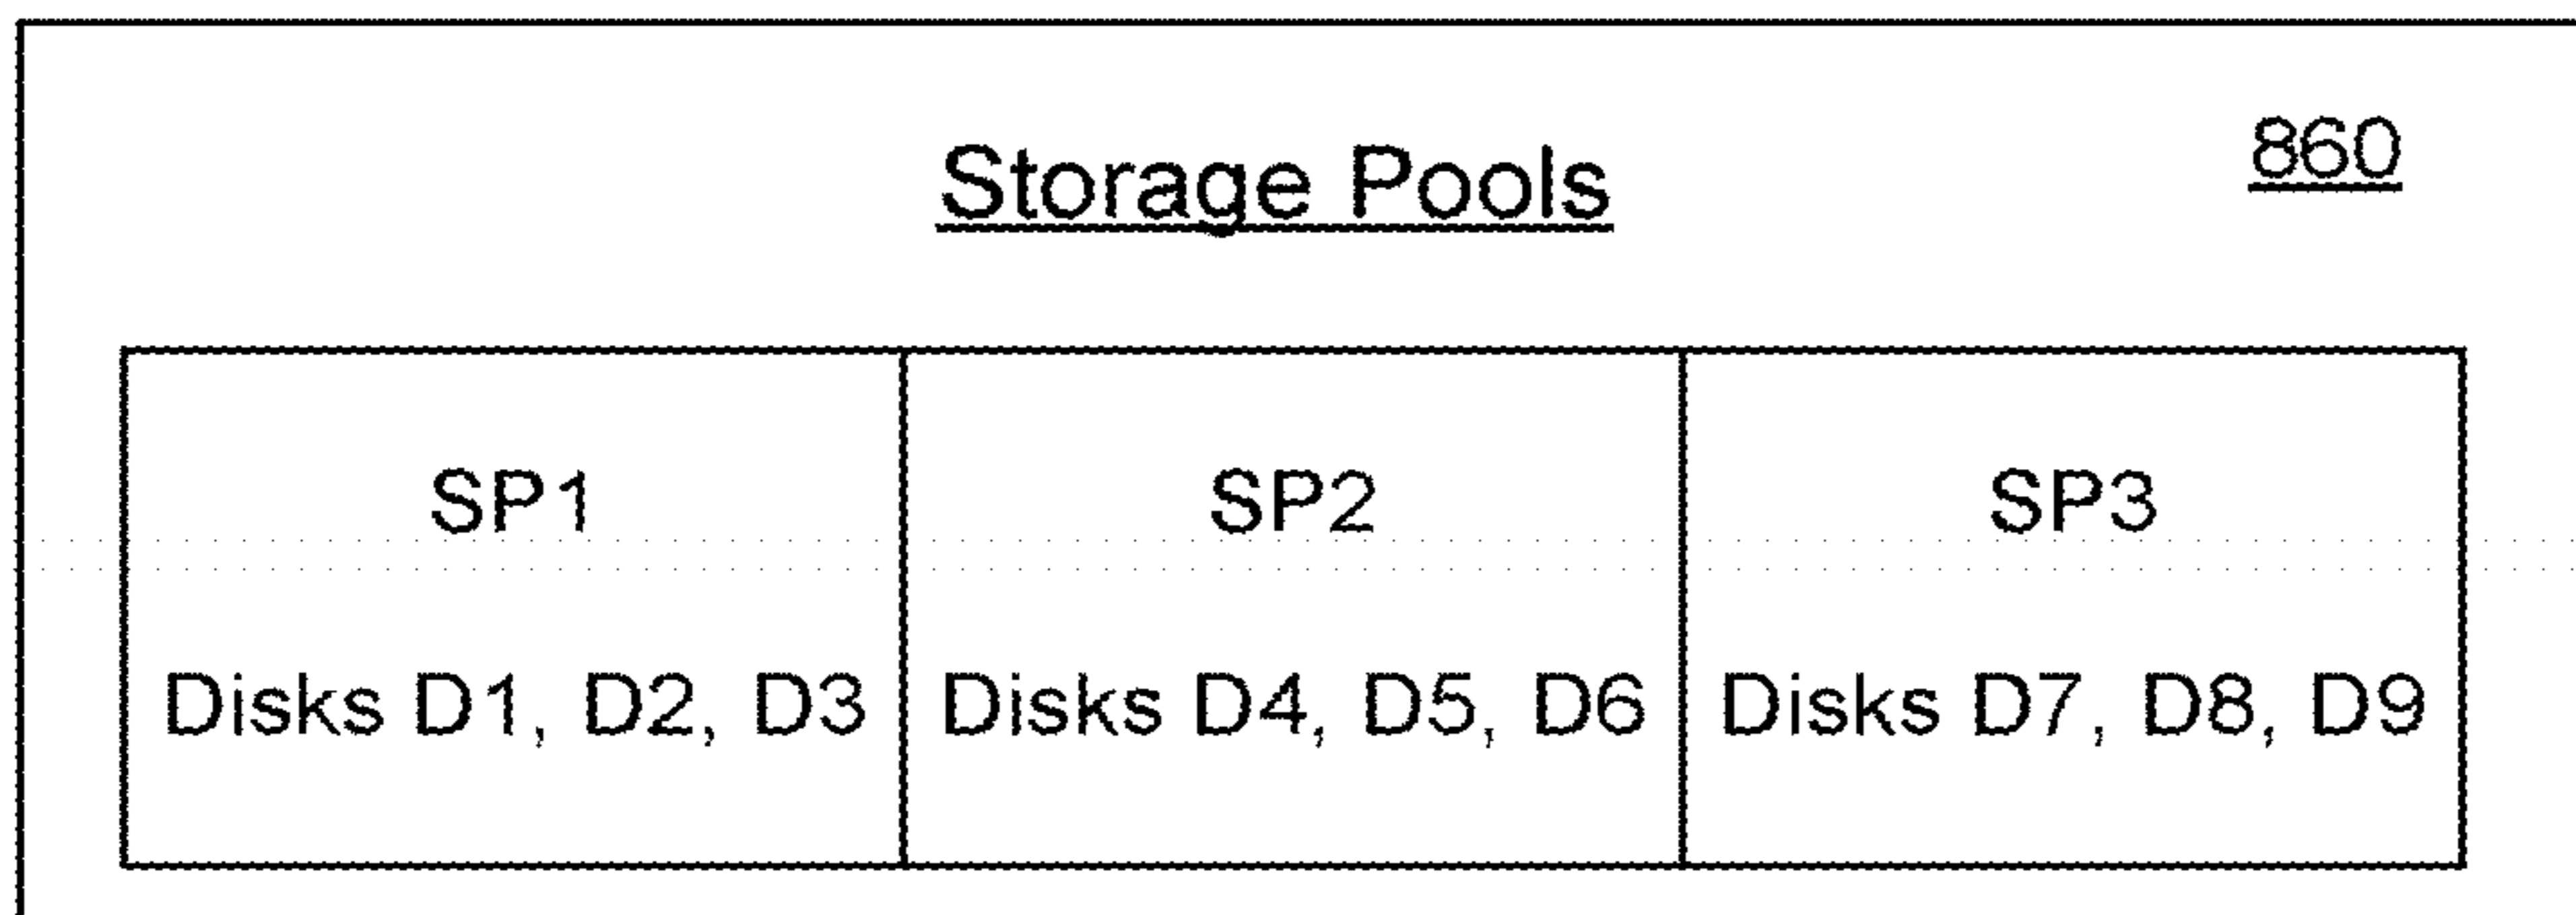 860
Storage Pools
SP1
Disks D1, D2, D3
SP2
Disks D4, D5, D6
SP3
Disks D7, D8, D9